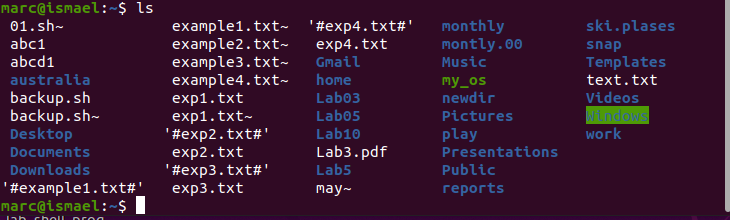 marc@ismael:~$ ls
01.sh~ example1.txt~ '#exp4.txt#' monthly ski.plases
abc1 example2.txt~ exp4.txt montly.00 snap
abcd1 example3.txt~ Gmail Music Templates
australia example4.txt~ home my_os text.txt
backup.sh exp1.txt Lab03 newdir Videos
backup.sh~ exp1.txt~ Lab05 Pictures Windows
Desktop '#exp2.txt#' Lab10 play work
Documents exp2.txt Lab3.pdf Presentations
Downloads '#exp3.txt#' Lab5 Public
'#example1.txt#' exp3.txt may~ reports
marc@ismael:~$